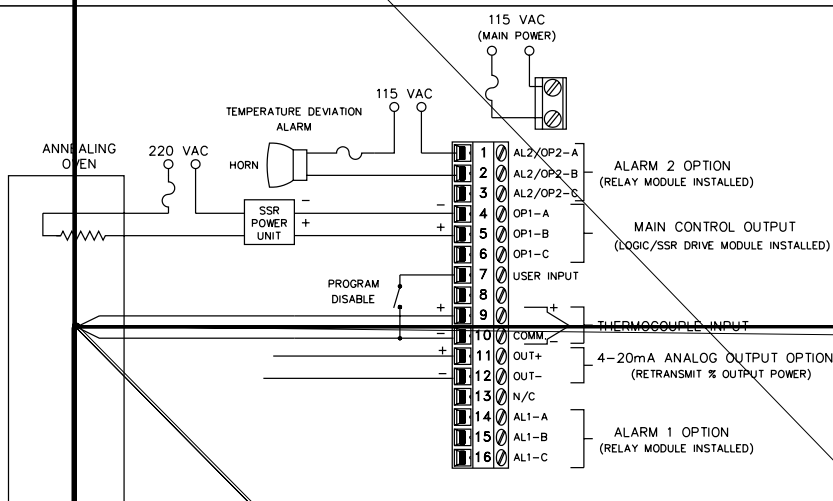 115 VAC
(MAIN POWER)
115 VAC
TEMPERATURE DEVIATION
ALARM
HORN
ANNEALING
OVEN
220 VAC
SSR
POWER
UNIT
−
+
−
+
PROGRAM
DISABLE
+
−
+
−
1 AL2/OP2-A
2 AL2/OP2-B
3 AL2/OP2-C
4 OP1-A
5 OP1-B
6 OP1-C
7 USER INPUT
8
9
10 COMM.
11 OUT+
12 OUT-
13 N/C
14 AL1-A
15 AL1-B
16 AL1-C
ALARM 2 OPTION
(RELAY MODULE INSTALLED)
MAIN CONTROL OUTPUT
(LOGIC/SSR DRIVE MODULE INSTALLED)
+
THERMOCOUPLE INPUT
−
4-20mA ANALOG OUTPUT OPTION
(RETRANSMIT % OUTPUT POWER)
ALARM 1 OPTION
(RELAY MODULE INSTALLED)